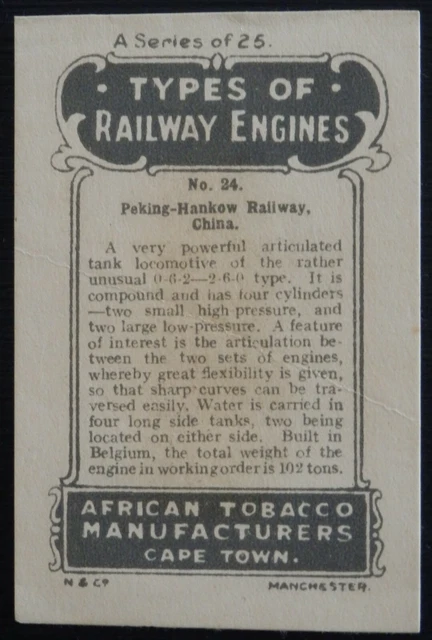 A Series of 25.
· TYPES OF ·
RAILWAY ENGINES
No. 24.
Peking-Hankow Railway,
China.
A very powerful articulated
tank locomotive of the rather
unusual 0-6-2—2-6-0 type. It is
compound and has four cylinders
—two small high-pressure, and
two large low-pressure. A feature
of interest is the articulation be-
tween the two sets of engines,
whereby great flexibility is given,
so that sharp curves can be tra-
versed easily. Water is carried in
four long side tanks, two being
located on either side. Built in
Belgium, the total weight of the
engine in working order is 102 tons.
AFRICAN TOBACCO
MANUFACTURERS
CAPE TOWN.
N & Co MANCHESTER.